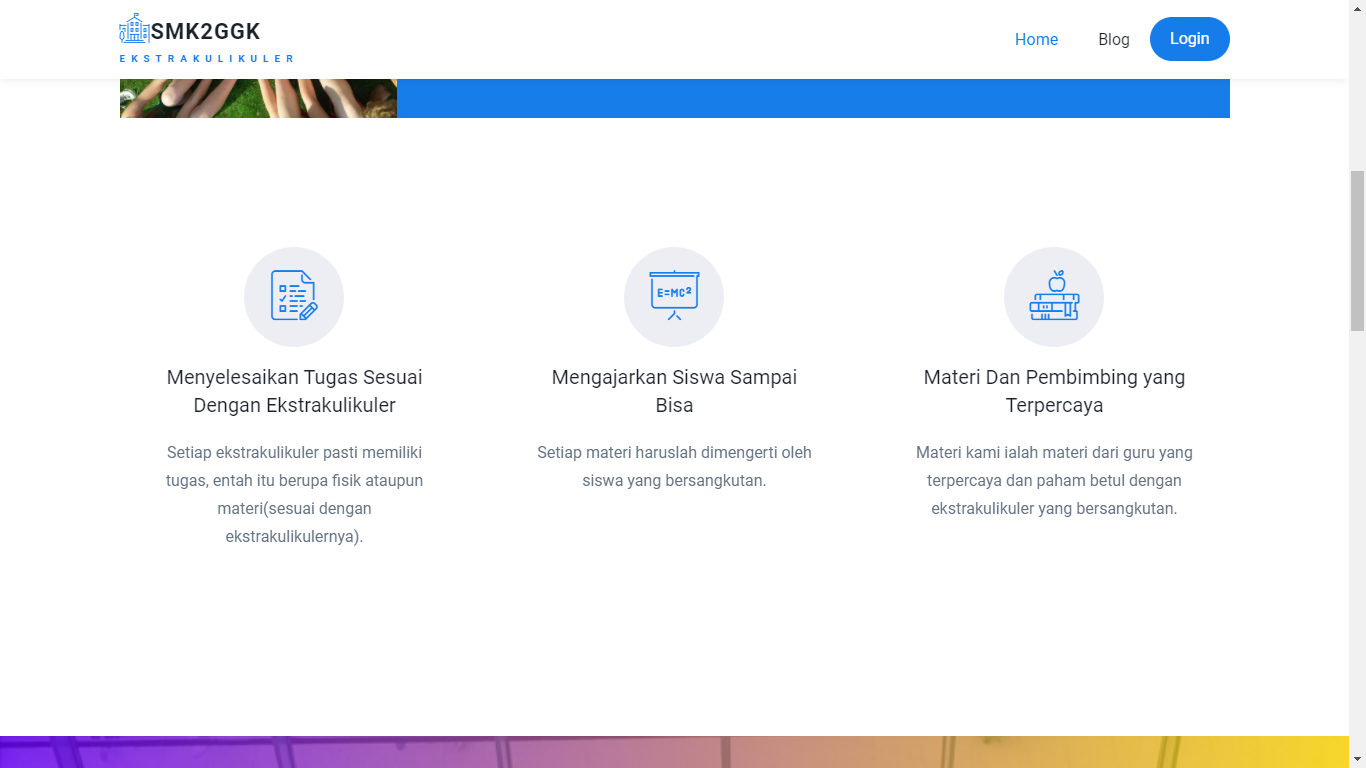 SMK2GGK
EKSTRAKULIKULER
Home
Blog
Login
E=MC²
Menyelesaikan Tugas Sesuai
Dengan Ekstrakulikuler
Setiap ekstrakulikuler pasti memiliki
tugas, entah itu berupa fisik ataupun
materi(sesuai dengan
ekstrakulikulernya).
Mengajarkan Siswa Sampai
Bisa
Setiap materi haruslah dimengerti oleh
siswa yang bersangkutan.
Materi Dan Pembimbing yang
Terpercaya
Materi kami ialah materi dari guru yang
terpercaya dan paham betul dengan
ekstrakulikuler yang bersangkutan.